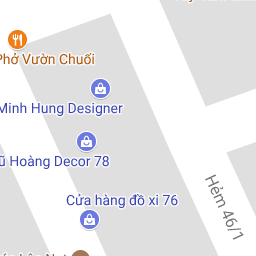 Phở Vườn Chuối
Minh Hung Designer
ũ Hoàng Decor 78
Cửa hàng đồ xi 76
Hẻm 46/1